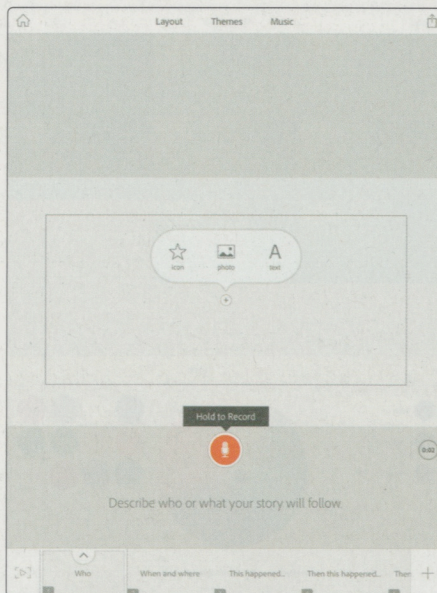 Layout Themes Music
icon photo A text
Hold to Record
0:02
Describe who or what your story will follow.
Who When and where This happened... Then this happened... Then